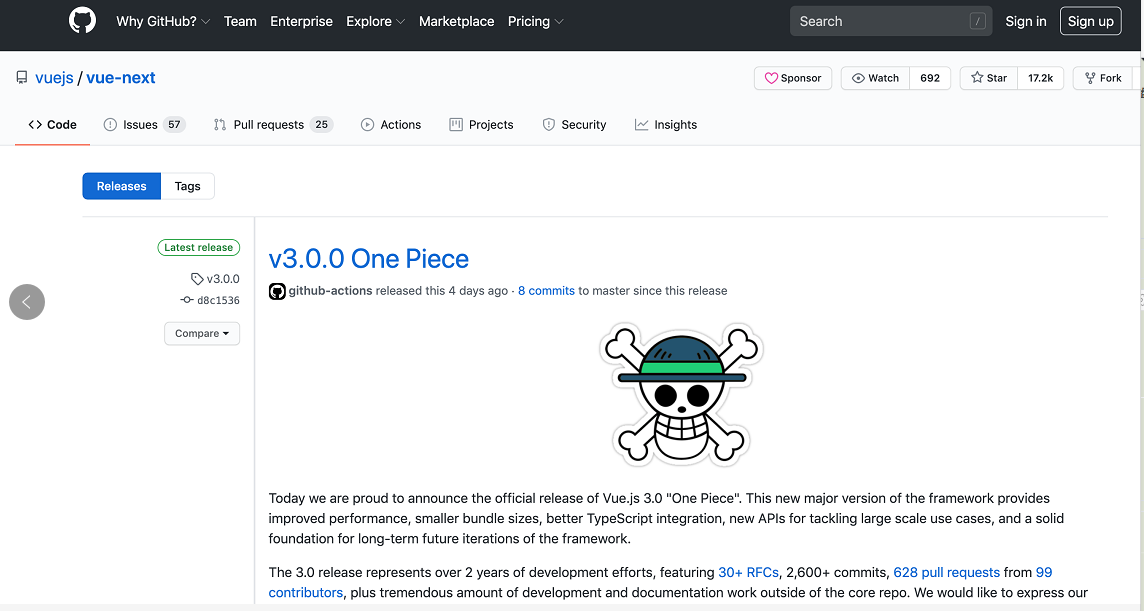 Why GitHub? Team Enterprise Explore Marketplace Pricing Search / Sign in Sign up
vuejs / vue-next Sponsor Watch 692 Star 17.2k Fork
Code Issues 57 Pull requests 25 Actions Projects Security Insights
Releases Tags
Latest release
v3.0.0
d8c1536
Compare
v3.0.0 One Piece
github-actions released this 4 days ago · 8 commits to master since this release
Today we are proud to announce the official release of Vue.js 3.0 "One Piece". This new major version of the framework provides
improved performance, smaller bundle sizes, better TypeScript integration, new APIs for tackling large scale use cases, and a solid
foundation for long-term future iterations of the framework.
The 3.0 release represents over 2 years of development efforts, featuring 30+ RFCs, 2,600+ commits, 628 pull requests from 99
contributors, plus tremendous amount of development and documentation work outside of the core repo. We would like to express our